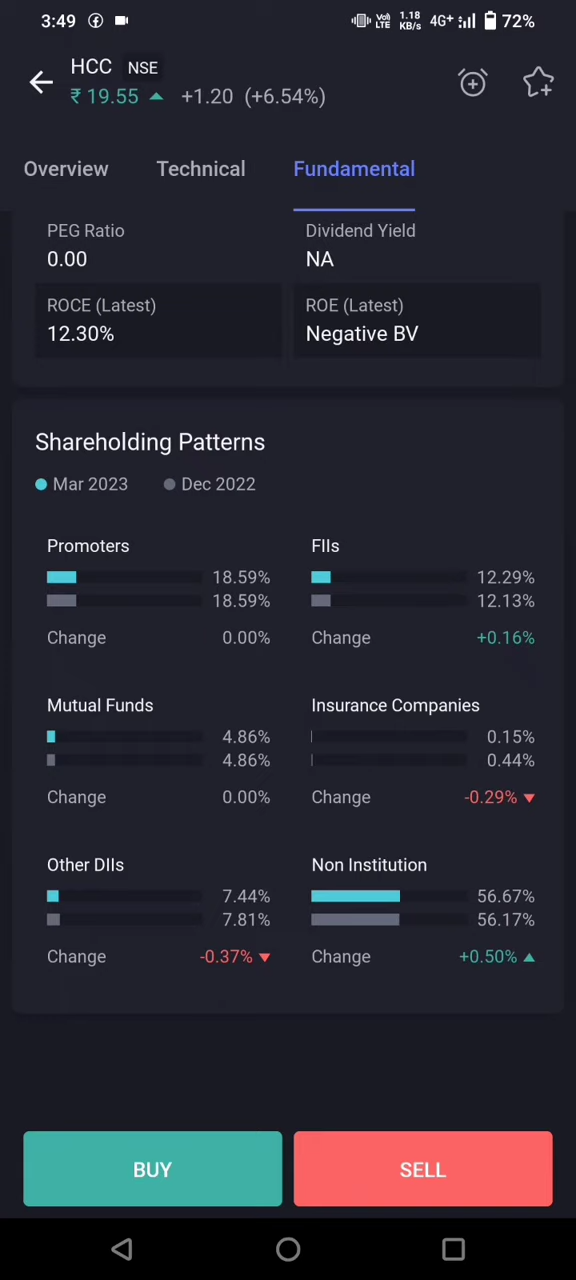 3:49
Vo) LTE 1.18 KB/s 4G+ 72%
HCC NSE
₹ 19.55 ▲ +1.20 (+6.54%)
Overview Technical Fundamental
PEG Ratio Dividend Yield
0.00 NA
ROCE (Latest) ROE (Latest)
12.30% Negative BV
Shareholding Patterns
Mar 2023 Dec 2022
Promoters FIIs
18.59% 12.29%
18.59% 12.13%
Change 0.00% Change +0.16%
Mutual Funds Insurance Companies
4.86% 0.15%
4.86% 0.44%
Change 0.00% Change -0.29% ▼
Other DIIs Non Institution
7.44% 56.67%
7.81% 56.17%
Change -0.37% ▼ Change +0.50% ▲
BUY SELL